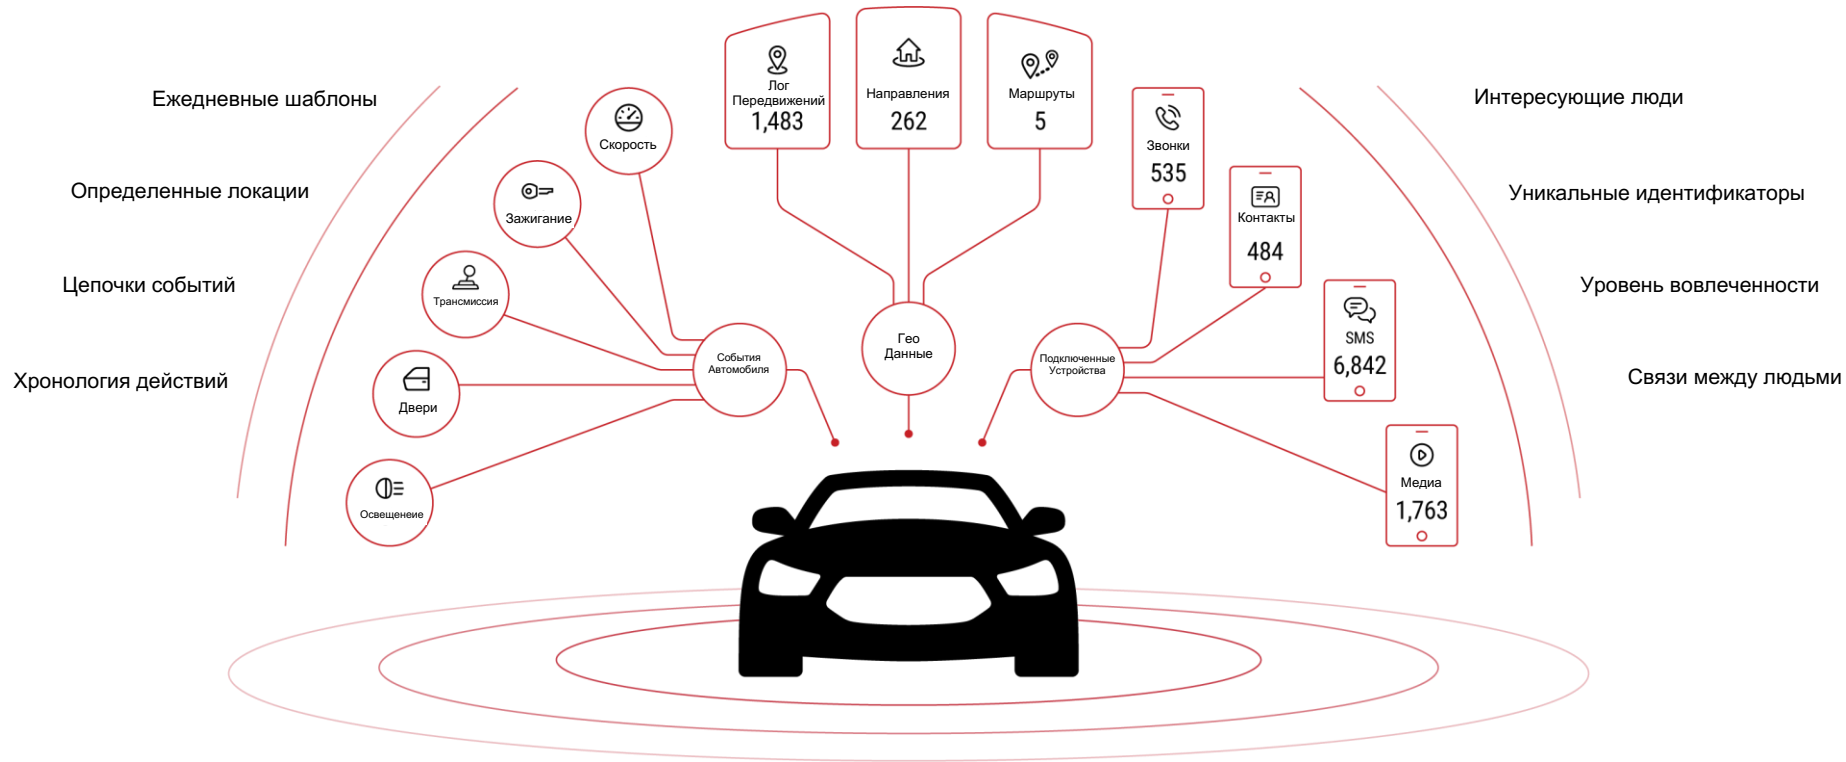 Ежедневные шаблоны
Определенные локации
Цепочки событий
Хронология действий
Скорость
Зажигание
Трансмиссия
Двери
Освещенеие
События
Автомобиля
Лог
Передвижений
1,483
Направления
262
Маршруты
5
Гео
Данные
Подключенные
Устройства
Звонки
535
Контакты
484
SMS
6,842
Медиа
1,763
Интересующие люди
Уникальные идентификаторы
Уровень вовлеченности
Связи между людьми